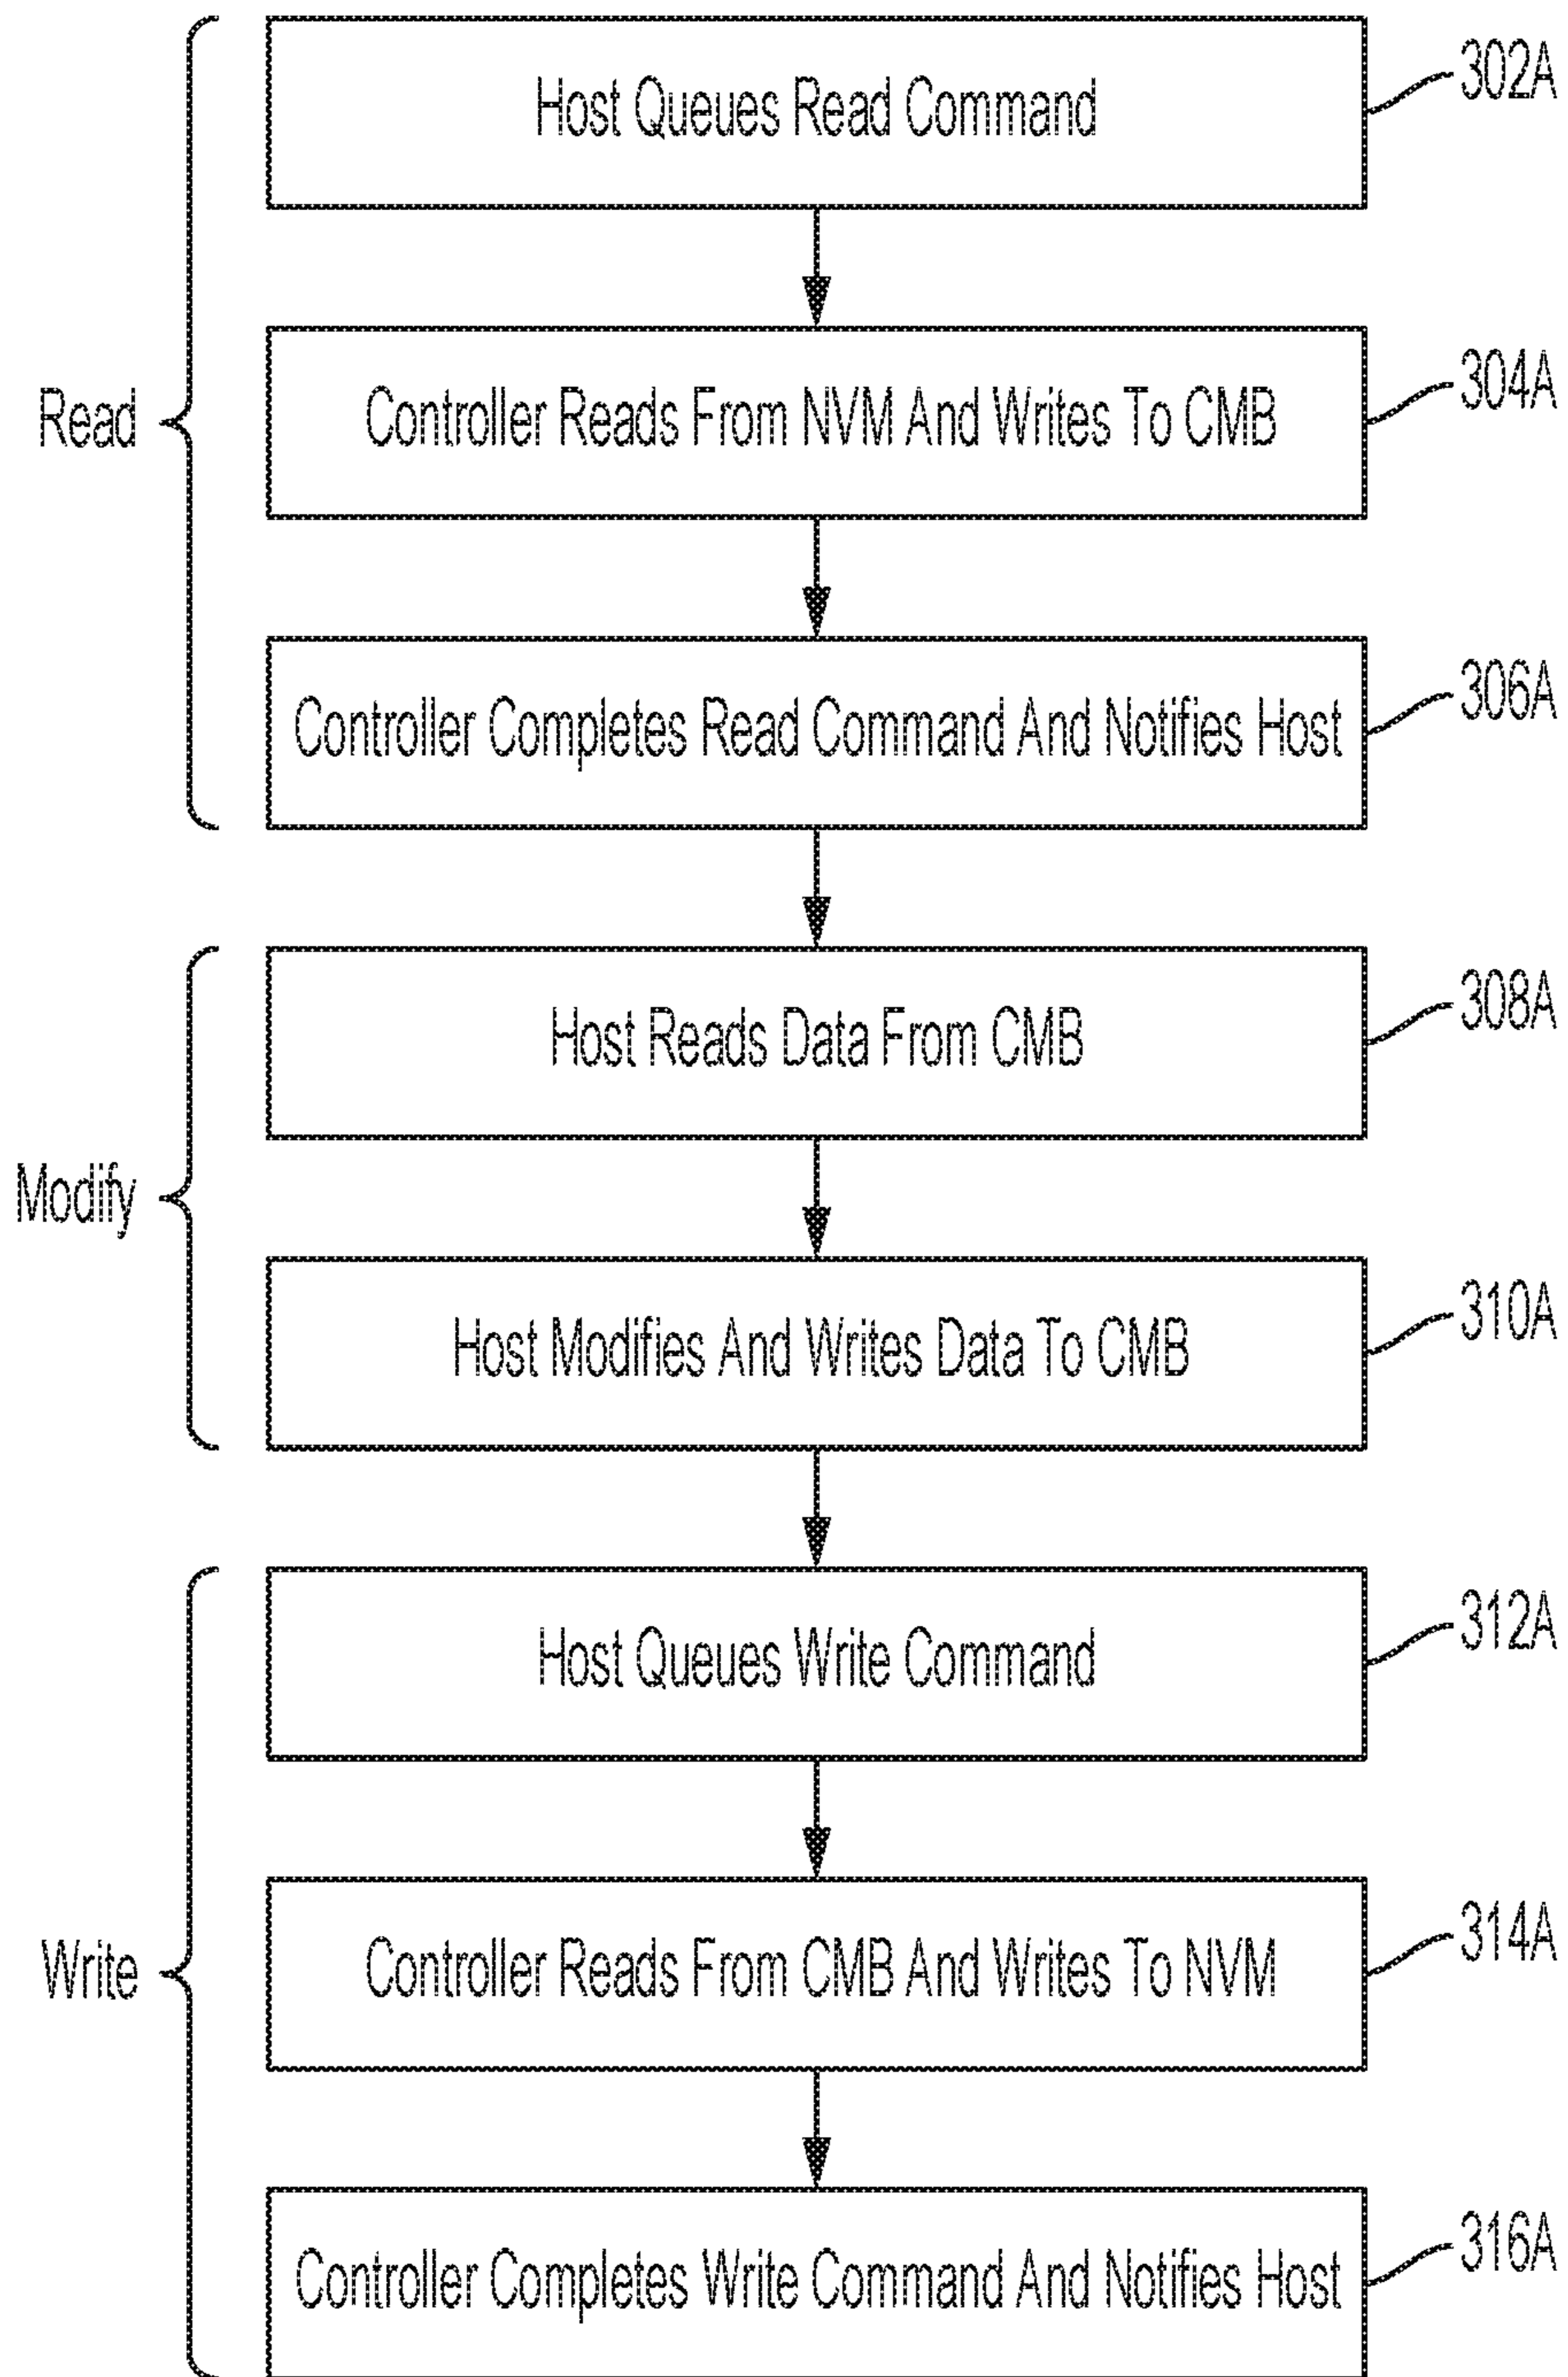 Host Queues Read Command
302A
Read
Controller Reads From NVM And Writes To CMB
304A
Controller Completes Read Command And Notifies Host
306A
Host Reads Data From CMB
308A
Modify
Host Modifies And Writes Data To CMB
310A
Host Queues Write Command
312A
Write
Controller Reads From CMB And Writes To NVM
314A
Controller Completes Write Command And Notifies Host
316A